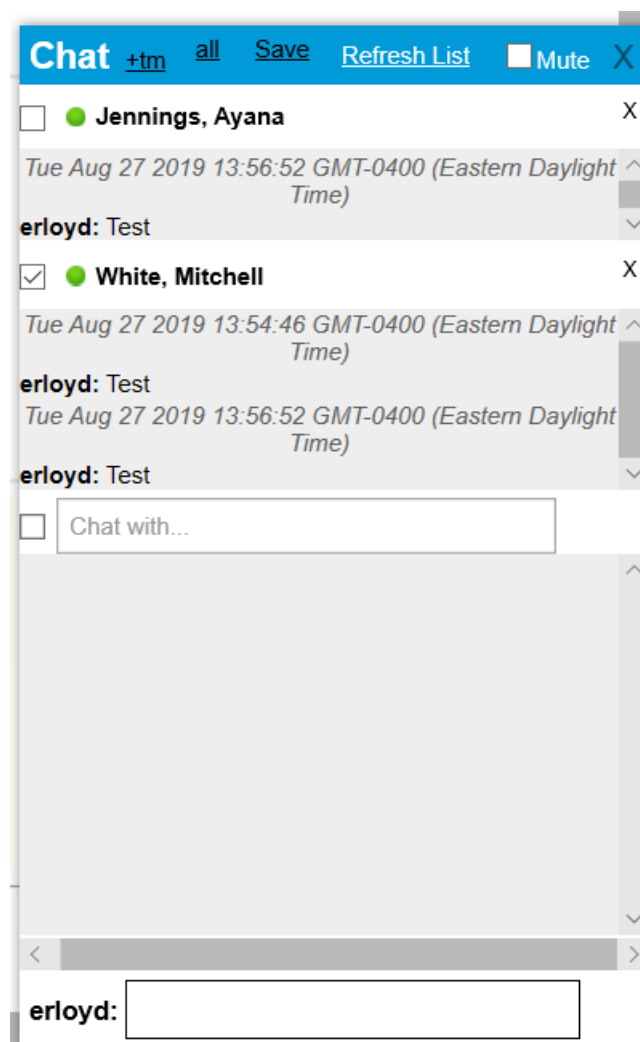 Chat +tm all Save Refresh List Mute X
Jennings, Ayana X
Tue Aug 27 2019 13:56:52 GMT-0400 (Eastern Daylight
Time)
erloyd: Test
White, Mitchell X
Tue Aug 27 2019 13:54:46 GMT-0400 (Eastern Daylight
Time)
erloyd: Test
Tue Aug 27 2019 13:56:52 GMT-0400 (Eastern Daylight
Time)
erloyd: Test
Chat with...
erloyd: